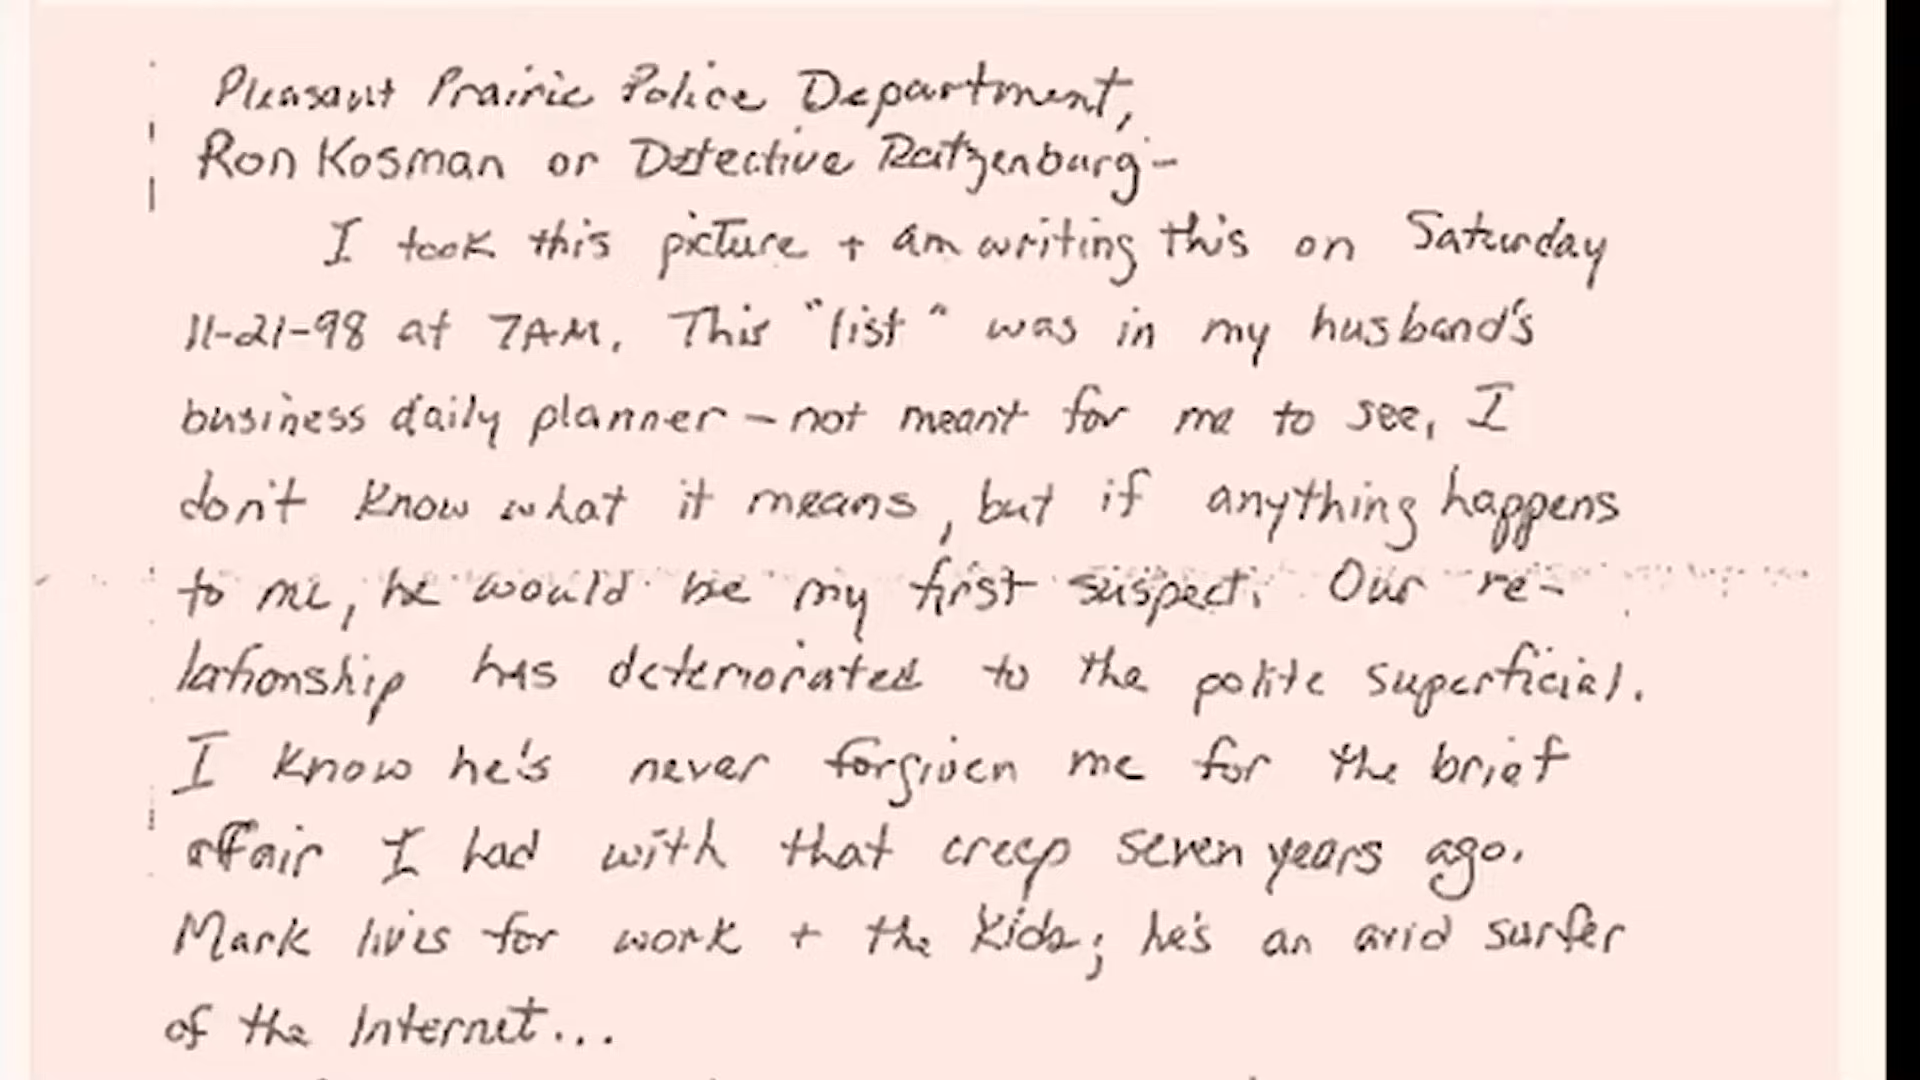 Pleasant Prairie Police Department,
Ron Kosman or Detective Ratzenburg-
I took this picture + am writing this on Saturday
11-21-98 at 7AM. This "list" was in my husband's
business daily planner - not meant for me to see, I
don't know what it means, but if anything happens
to me, he would be my first suspect. Our re-
lationship has deteriorated to the polite superficial.
I know he's never forgiven me for the brief
affair I had with that creep seven years ago.
Mark lives for work + the kids; he's an avid surfer
of the Internet...